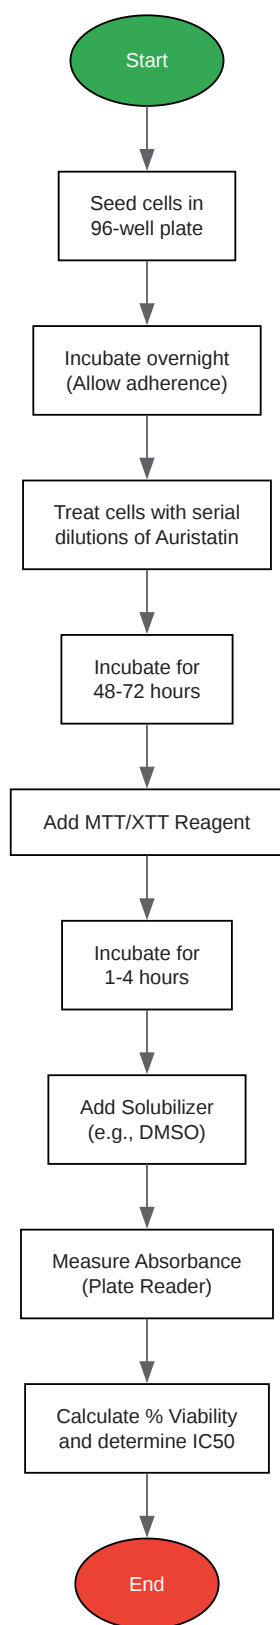 Start
Seed cells in
96-well plate
Incubate overnight
(Allow adherence)
Treat cells with serial
dilutions of Auristatin
Incubate for
48-72 hours
Add MTT/XTT Reagent
Incubate for
1-4 hours
Add Solubilizer
(e.g., DMSO)
Measure Absorbance
(Plate Reader)
Calculate % Viability
and determine IC50
End